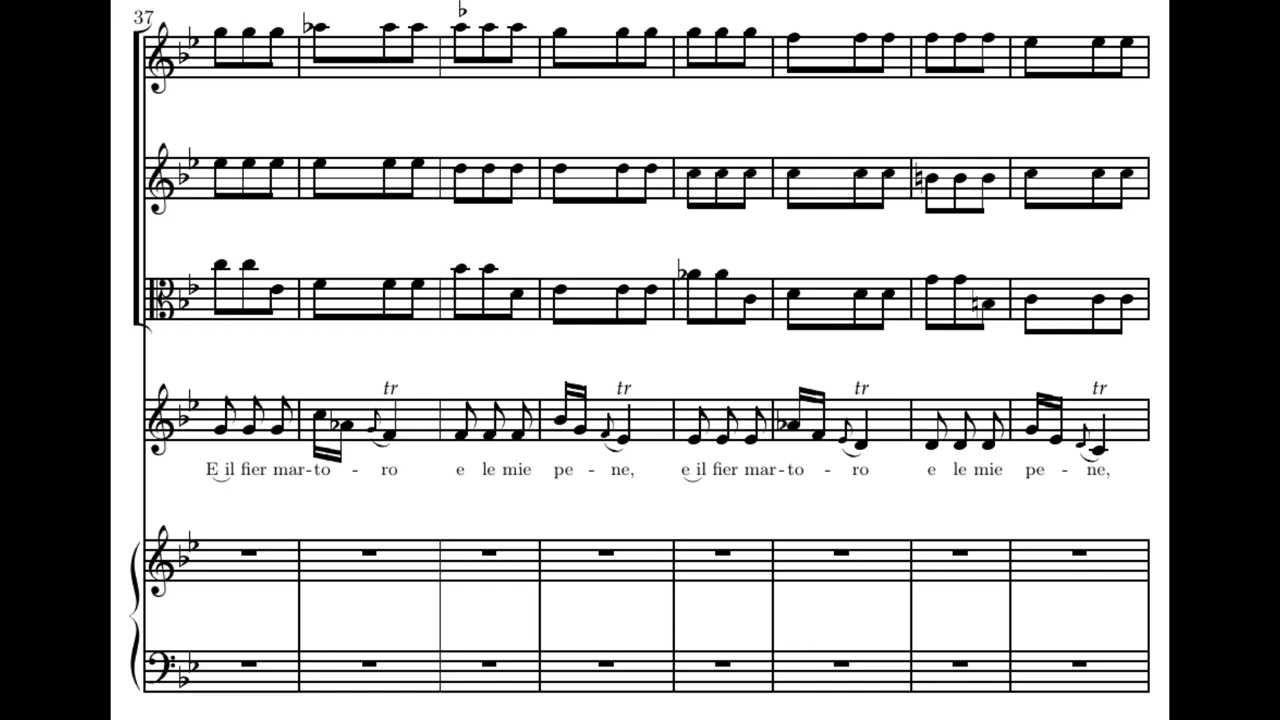 37
tr tr tr tr
E il fier mar-to - ro e le mie pe - ne, e il fier mar-to - ro e le mie pe - ne,